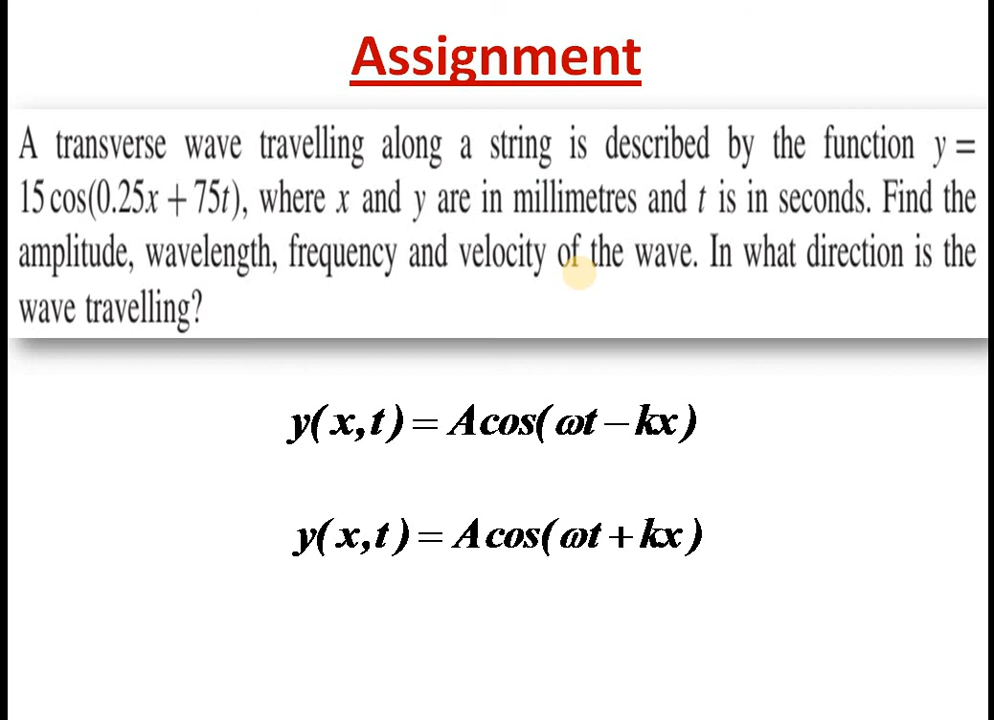 Assignment
A transverse wave travelling along a string is described by the function y =
15 cos(0.25x + 75t), where x and y are in millimetres and t is in seconds. Find the
amplitude, wavelength, frequency and velocity of the wave. In what direction is the
wave travelling?
y(x,t) = A cos(ωt – kx)
y(x,t) = A cos(ωt + kx)